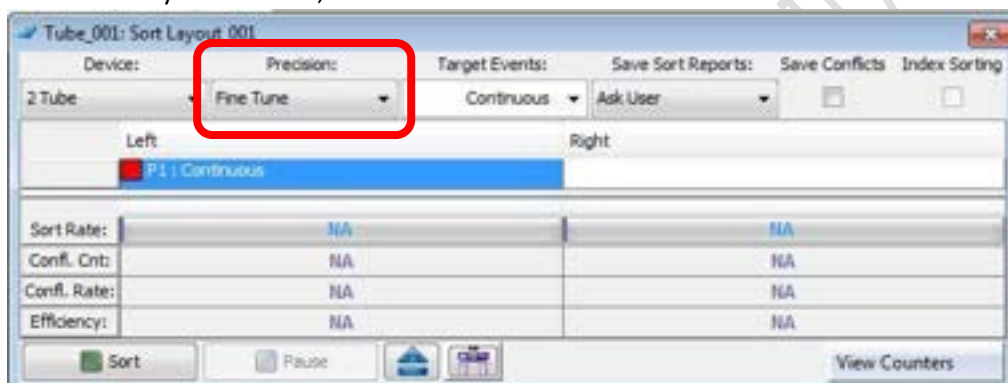 Tube_001: Sort Layout 001
Device: Precision: Target Events: Save Sort Reports: Save Conflicts Index Sorting
2 Tube Fine Tune Continuous Ask User
Left Right
P1 : Continuous
Sort Rate: NA NA
Confl. Cnt: NA NA
Confl. Rate: NA NA
Efficiency: NA NA
Sort Pause View Counters